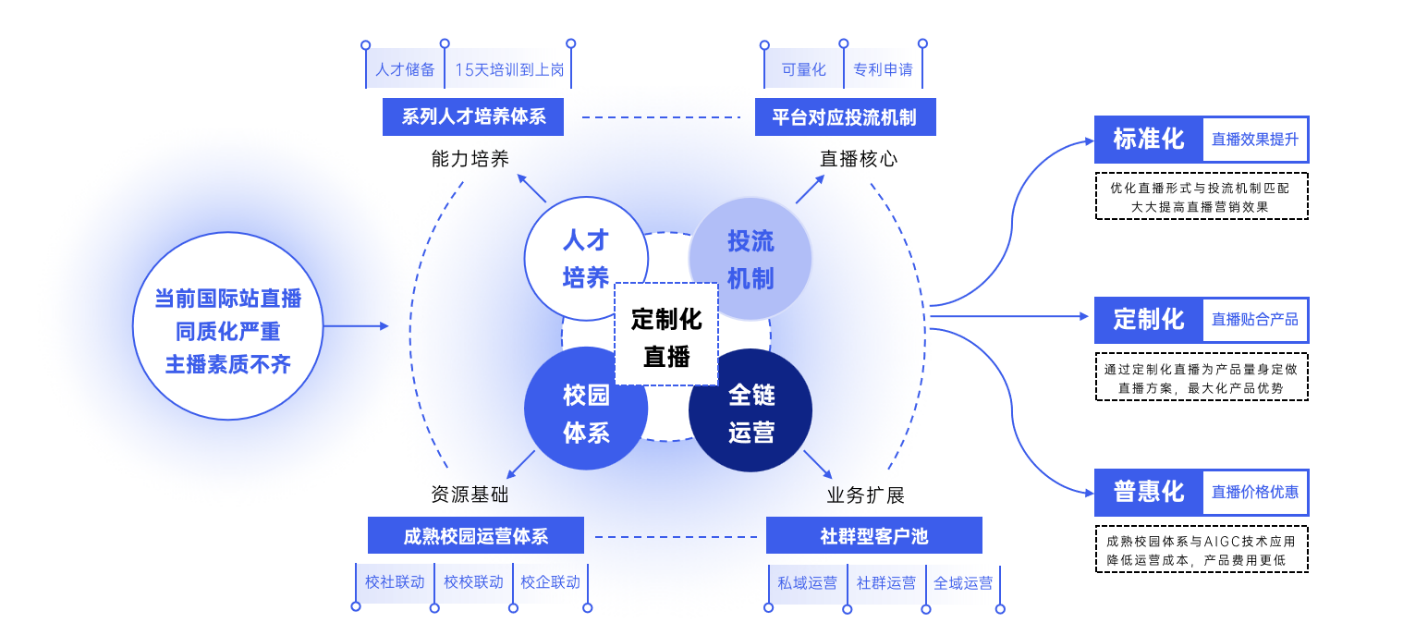 当前国际站直播
同质化严重
主播素质不齐
人才储备
15天培训到上岗
系列人才培养体系
能力培养
可量化
专利申请
平台对应投流机制
直播核心
人才
培养
投流
机制
定制化
直播
校园
体系
全链
运营
资源基础
成熟校园运营体系
校社联动
校校联动
校企联动
业务扩展
社群型客户池
私域运营
社群运营
全域运营
标准化
直播效果提升
优化直播形式与投流机制匹配
大大提高直播营销效果
定制化
直播贴合产品
通过定制化直播为产品量身定做
直播方案，最大化产品优势
普惠化
直播价格优惠
成熟校园体系与AIGC技术应用
降低运营成本，产品费用更低